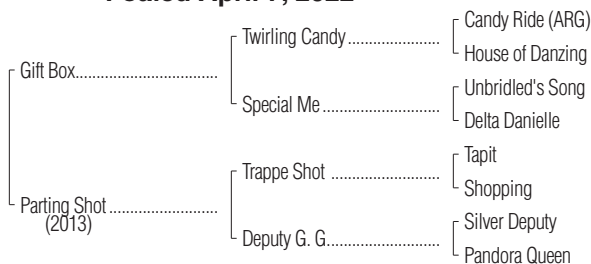 Foaled April 7, 2022
Candy Ride (ARG)
Twirling Candy
House of Danzing
Gift Box
Unbridled's Song
Special Me
Delta Danielle
Tapit
Trappe Shot
Shopping
Parting Shot
(2013)
Silver Deputy
Deputy G. G.
Pandora Queen